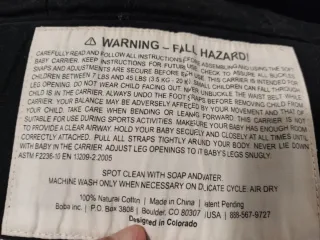 ⚠ WARNING – FALL HAZARD!
CAREFULLY READ AND FOLLOW ALL INSTRUCTIONS BEFORE ASSEMBLING AND USING THE SOFT
BABY CARRIER. KEEP INSTRUCTIONS FOR FUTURE USE. CHECK TO ASSURE ALL BUCKLES,
SNAPS AND ADJUSTMENTS ARE SECURE BEFORE EACH USE. THIS CARRIER IS INTENDED FOR
CHILDREN BETWEEN 7 LBS AND 45 LBS (3.5 KG - 20 K SMALL CHILDREN CAN FALL THROUGH
LEG OPENING. DO NOT WEAR CHILD FACING OUT. NEVER UNBUCKLE THE WAIST BELT WHILE
CHILD IS IN THE CARRIER. ALWAYS UNDO THE FOOT STRAPS BEFORE REMOVING CHILD FROM
CARRIER. YOUR BALANCE MAY BE ADVERSELY AFFECTED BY YOUR MOVEMENT AND THAT OF
YOUR CHILD. TAKE CARE WHEN BENDING OR LEANING FORWARD. THIS CARRIER IS NOT
SUITABLE FOR USE DURING SPORTS ACTIVITIES. MAKE SURE YOUR BABY HAS ENOUGH ROOM
TO PROVIDE A CLEAR AIRWAY. HOLD YOUR BABY SECURELY AND CLOSELY AT ALL TIMES UNTIL
CORRECTLY ATTACHED. PULL ALL STRAPS TIGHTLY AROUND YOUR BODY. NEVER LIE DOWN
WITH BABY IN THE CARRIER. ADJUST LEG OPENINGS TO IT BABY'S LEGS SNUGLY.
. ASTM F2236-10 EN 13209-2:2005
SPOT CLEAN WITH SOAP AND WATER.
MACHINE WASH ONLY WHEN NECESSARY ON DELICATE CYCLE. AIR DRY
100% Natural Cotton | Made in China | Patent Pending
Boba inc. | P.O. Box 3808 | Boulder, CO 80307 | USA | 888-567-9727
Designed in Colorado